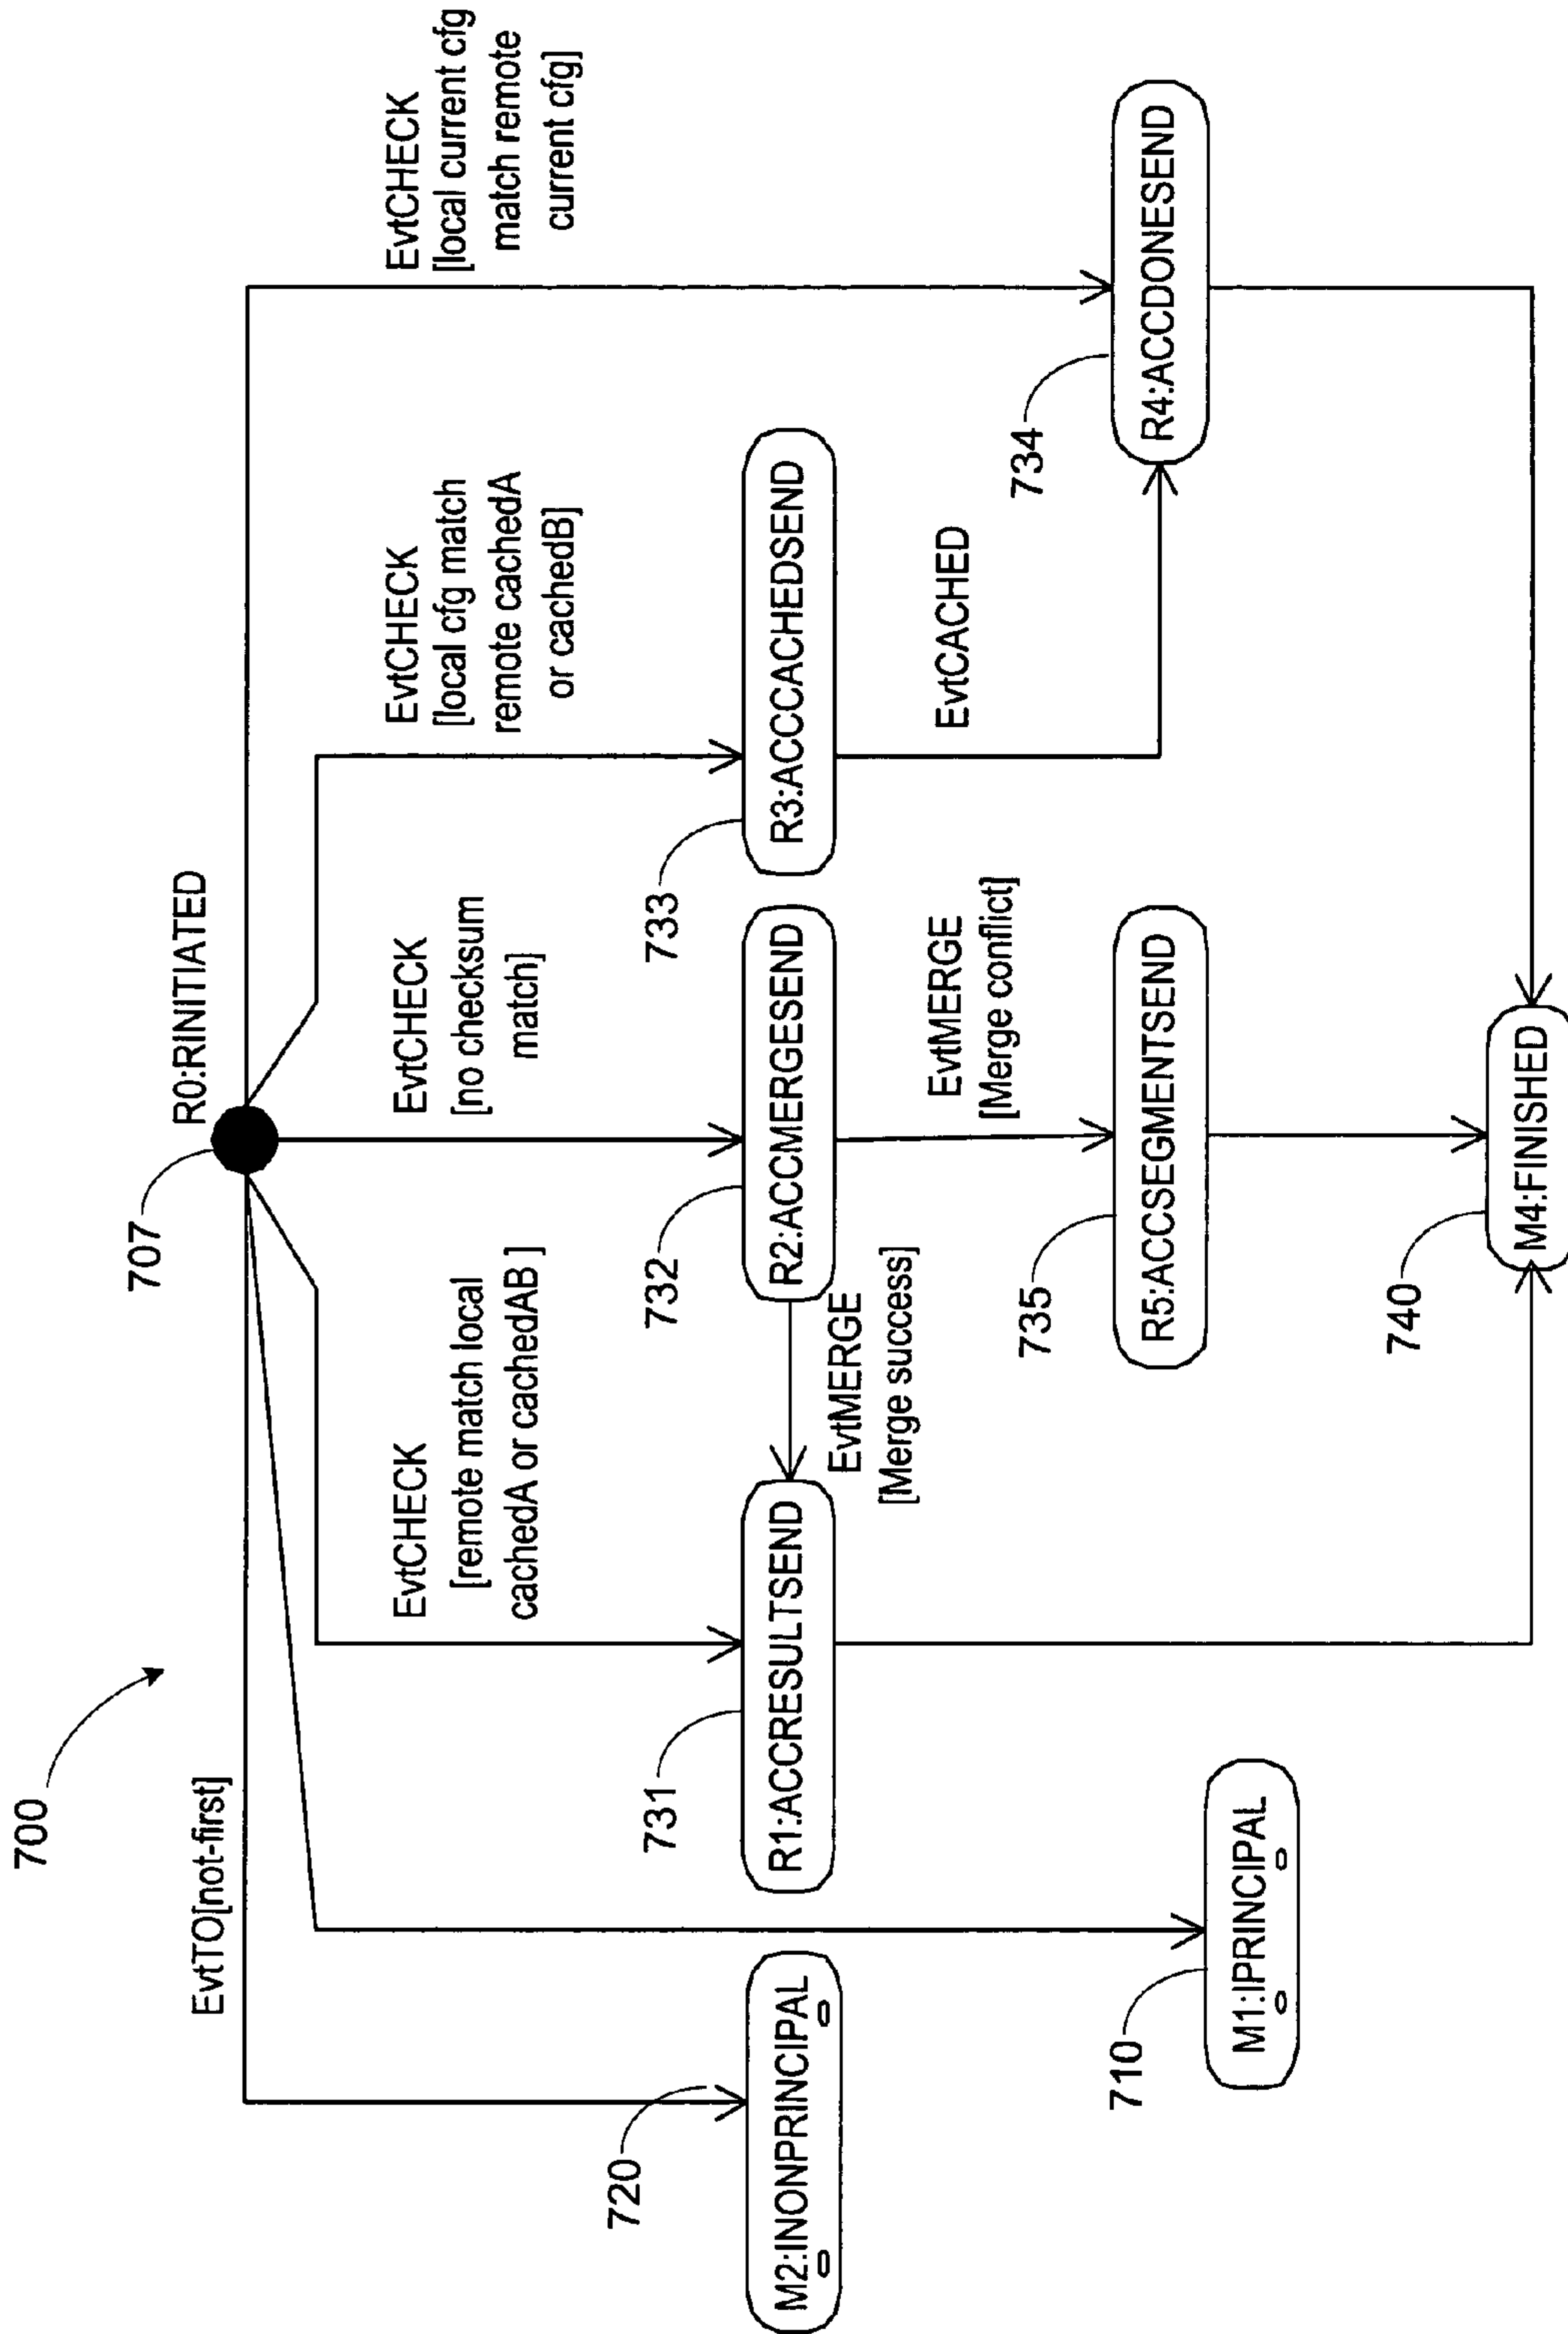 700
EvtTO[not-first]
707
R0:RINITIATED
EvtCHECK
[remote match local
cachedA or cachedAB ]
EvtCHECK
[no checksum
match]
EvtCHECK
[local cfg match
remote cachedA
or cachedB]
EvtCHECK
[local current cfg
match remote
current cfg]
720
M2:INONPRINCIPAL
731
R1:ACCRESULTSEND
732
R2:ACCMERGESEND
733
R3:ACCCACHEDSEND
EvtMERGE
[Merge success]
EvtMERGE
[Merge conflict]
EvtCACHED
710
M1:IPRINCIPAL
735
R5:ACCSEGMENTSEND
734
R4:ACCDONESEND
740
M4:FINISHED